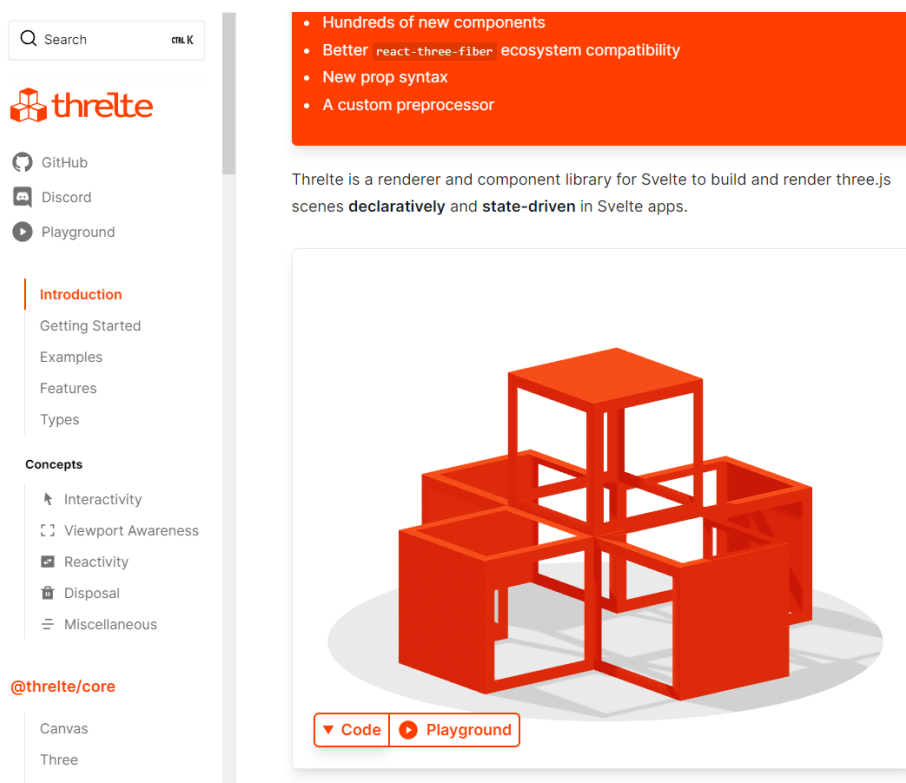 Search
CTRL K
threlte
GitHub
Discord
Playground
Introduction
Getting Started
Examples
Features
Types
Concepts
Interactivity
Viewport Awareness
Reactivity
Disposal
Miscellaneous
@threlte/core
Canvas
Three
Hundreds of new components
Better react-three-fiber ecosystem compatibility
New prop syntax
A custom preprocessor
Threlte is a renderer and component library for Svelte to build and render three.js
scenes declaratively and state-driven in Svelte apps.
Code
Playground